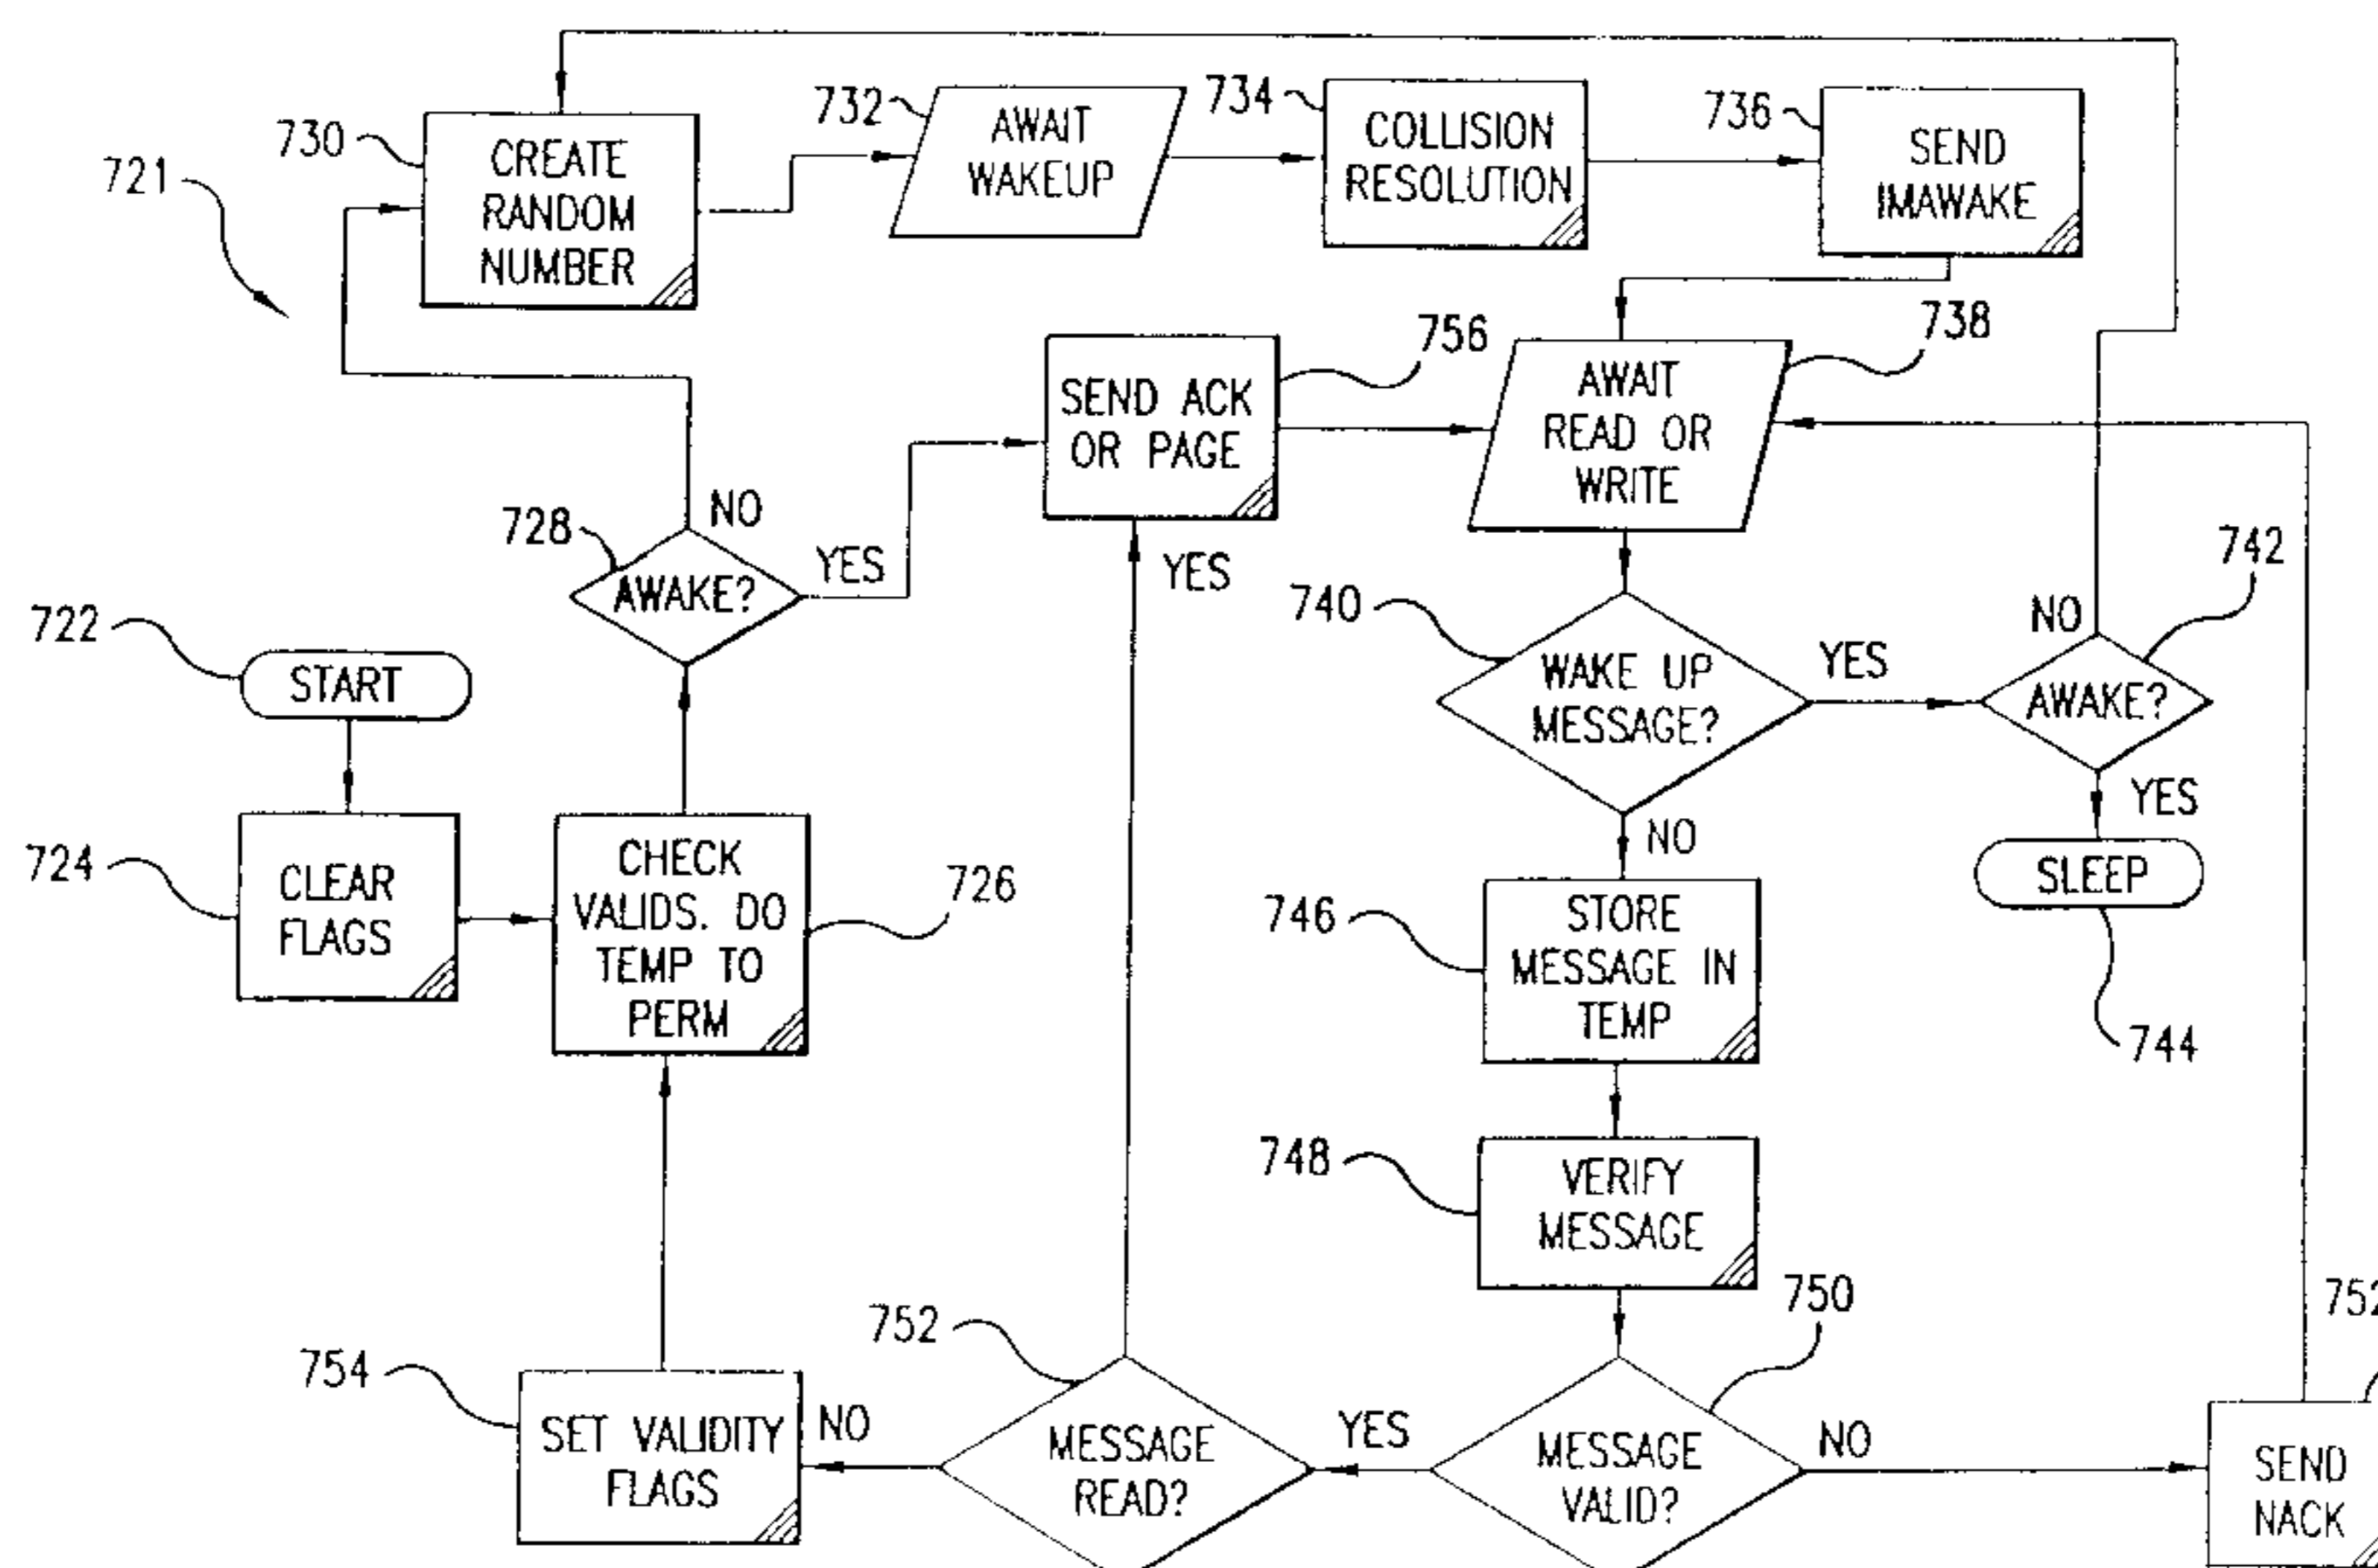 730
CREATE
RANDOM
NUMBER
732
AWAIT
WAKEUP
734
COLLISION
RESOLUTION
736
SEND
IMAWAKE
721
756
SEND ACK
OR PAGE
738
AWAIT
READ OR
WRITE
728
NO
AWAKE?
YES
YES
742
722
START
740
WAKE UP
MESSAGE?
YES
NO
AWAKE?
YES
SLEEP
744
724
CLEAR
FLAGS
CHECK
VALIDS. DO
TEMP TO
PERM
726
NO
746
STORE
MESSAGE IN
TEMP
748
VERIFY
MESSAGE
754
SET VALIDITY
FLAGS
NO
752
MESSAGE
READ?
YES
750
MESSAGE
VALID?
NO
752
SEND
NACK